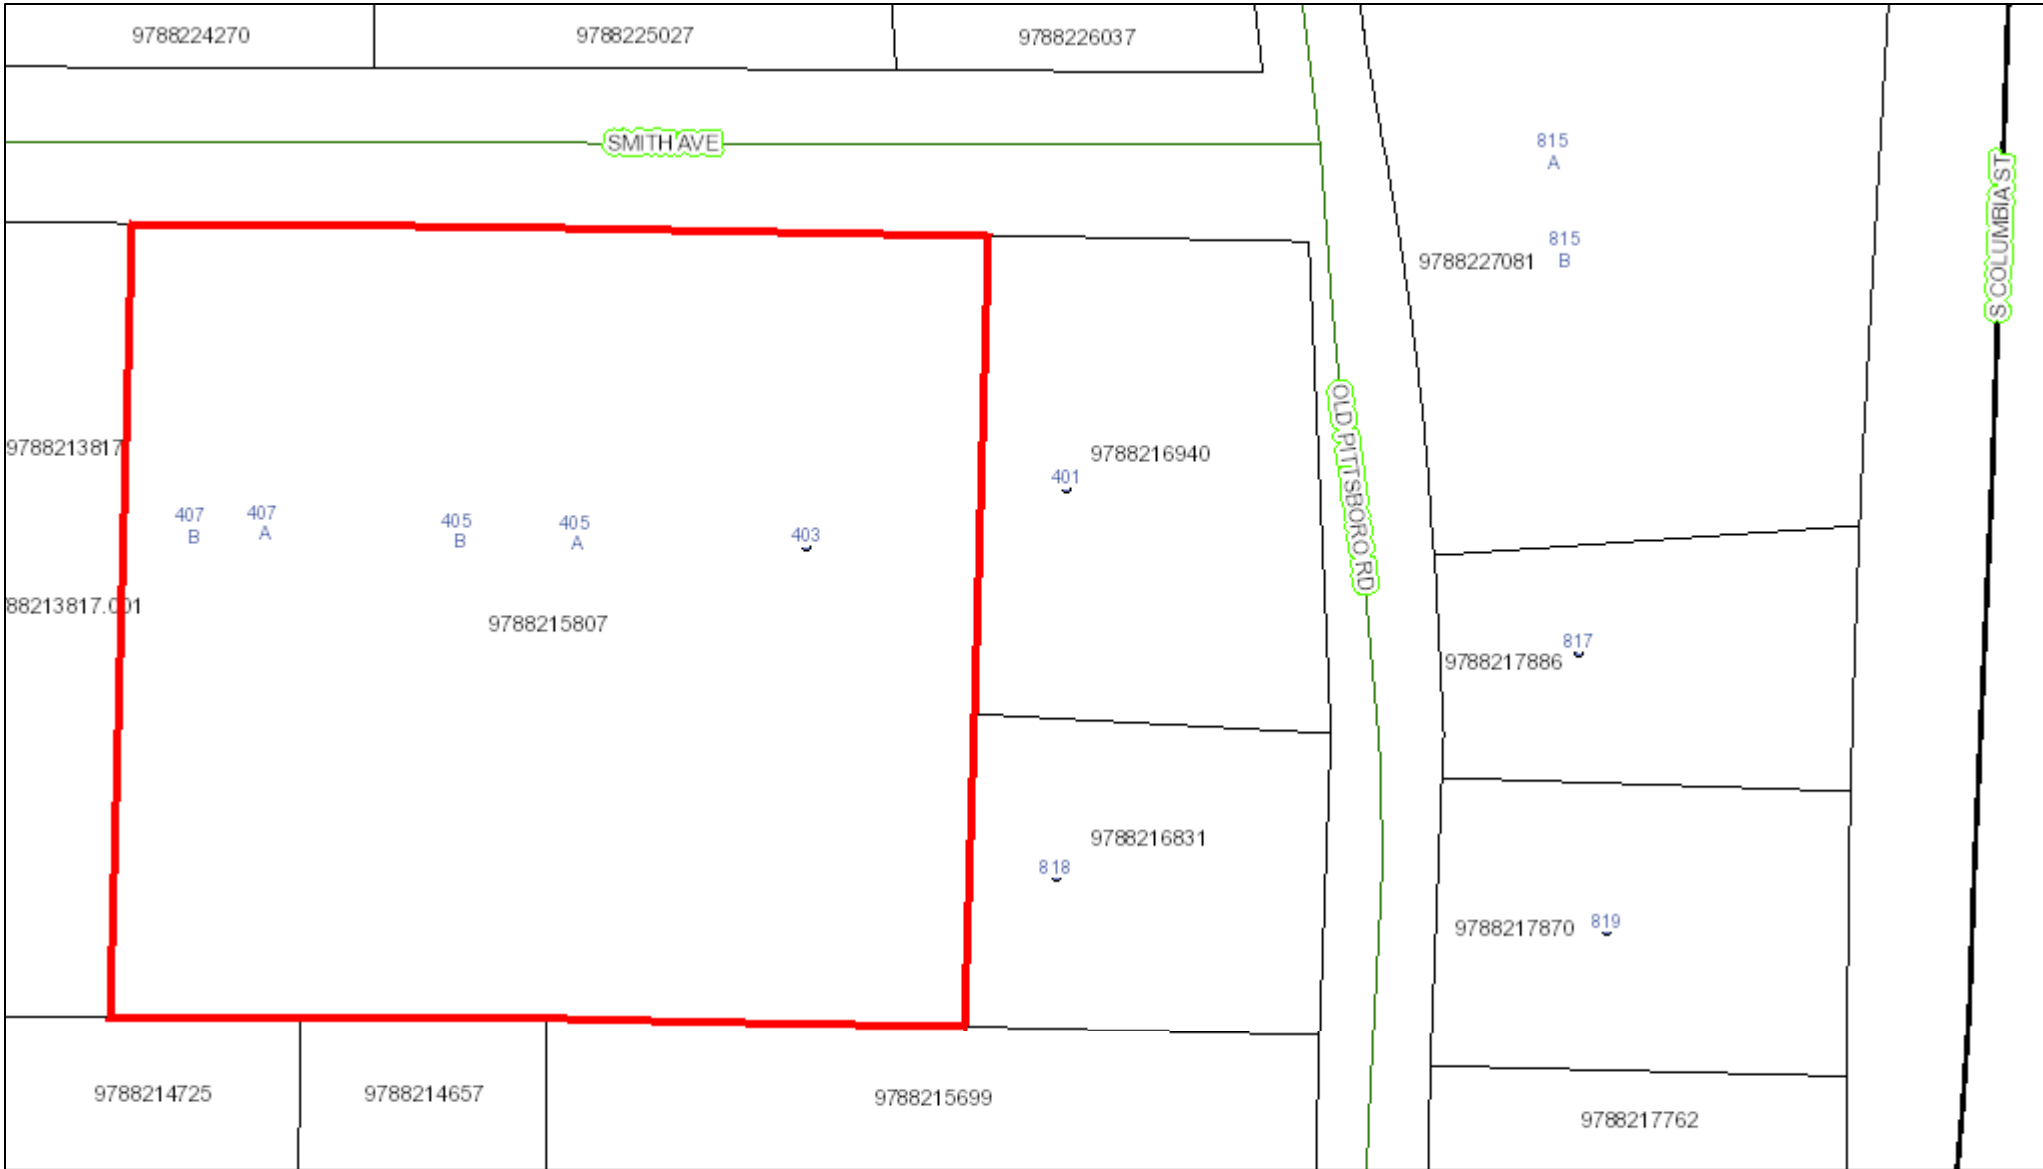 9788224270
9788225027
9788226037
SMITH AVE
815
A
S COLUMBIA ST
815
B
9788227081
9788213817
OLD PITTSBORO RD
9788216940
401
407
B
407
A
405
B
405
A
403
88213817.001
9788215807
817
9788217886
9788216831
818
9788217870
819
9788214725
9788214657
9788215699
9788217762